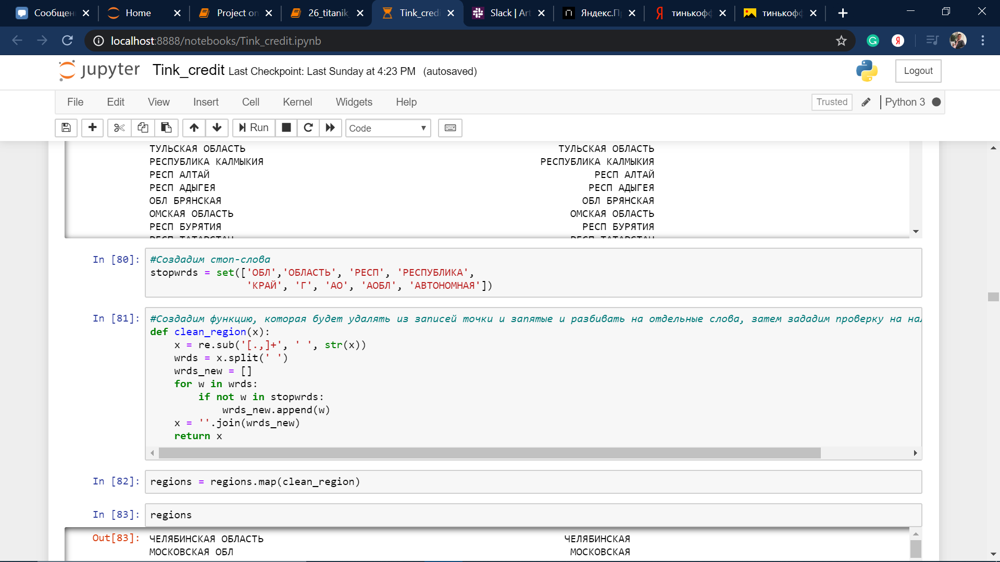 Сообщен
Home
Project on
26_titanik
Tink_credi
Slack | Art
Яндекс.П
тинькофф
тинькофф
localhost:8888/notebooks/Tink_credit.ipynb
jupyter Tink_credit Last Checkpoint: Last Sunday at 4:23 PM (autosaved)
Logout
File Edit View Insert Cell Kernel Widgets Help
Trusted Python 3
Run Code
ТУЛЬСКАЯ ОБЛАСТЬ ТУЛЬСКАЯ ОБЛАСТЬ
РЕСПУБЛИКА КАЛМЫКИЯ РЕСПУБЛИКА КАЛМЫКИЯ
РЕСП АЛТАЙ РЕСП АЛТАЙ
РЕСП АДЫГЕЯ РЕСП АДЫГЕЯ
ОБЛ БРЯНСКАЯ ОБЛ БРЯНСКАЯ
ОМСКАЯ ОБЛАСТЬ ОМСКАЯ ОБЛАСТЬ
РЕСП БУРЯТИЯ РЕСП БУРЯТИЯ
РЕСП ТАТАРСТАН РЕСП ТАТАРСТАН
In [80]: #Создадим стоп-слова
stopwrds = set(['ОБЛ','ОБЛАСТЬ', 'РЕСП', 'РЕСПУБЛИКА',
'КРАЙ', 'Г', 'АО', 'АОБЛ', 'АВТОНОМНАЯ'])
In [81]: #Создадим функцию, которая будет удалять из записей точки и запятые и разбивать на отдельные слова, затем зададим проверку на нал
def clean_region(x):
x = re.sub('[.,]+', ' ', str(x))
wrds = x.split(' ')
wrds_new = []
for w in wrds:
if not w in stopwrds:
wrds_new.append(w)
x = ''.join(wrds_new)
return x
In [82]: regions = regions.map(clean_region)
In [83]: regions
Out[83]: ЧЕЛЯБИНСКАЯ ОБЛАСТЬ ЧЕЛЯБИНСКАЯ
МОСКОВСКАЯ ОБЛ МОСКОВСКАЯ